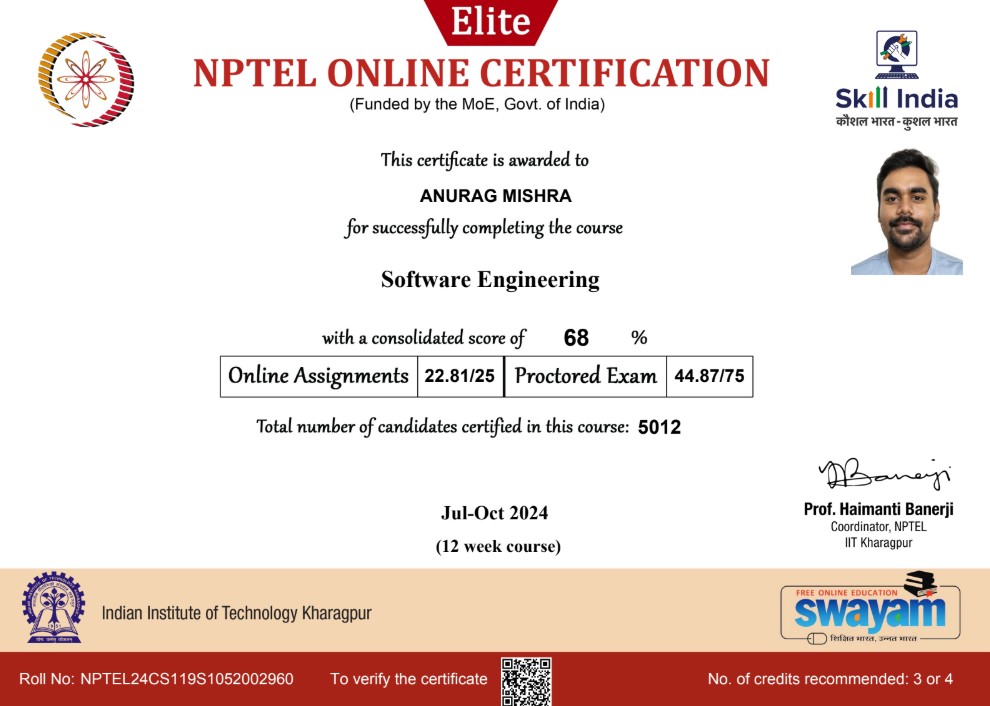 Elite
NPTEL ONLINE CERTIFICATION
(Funded by the MoE, Govt. of India)
Skill India
कौशल भारत - कुशल भारत
This certificate is awarded to
ANURAG MISHRA
for successfully completing the course
Software Engineering
with a consolidated score of 68 %
Online Assignments 22.81/25 Proctored Exam 44.87/75
Total number of candidates certified in this course: 5012
Jul-Oct 2024
(12 week course)
Prof. Haimanti Banerji
Coordinator, NPTEL
IIT Kharagpur
Indian Institute of Technology Kharagpur
FREE ONLINE EDUCATION
swayam
शिक्षित भारत, उन्नत भारत
Roll No: NPTEL24CS119S1052002960 To verify the certificate No. of credits recommended: 3 or 4